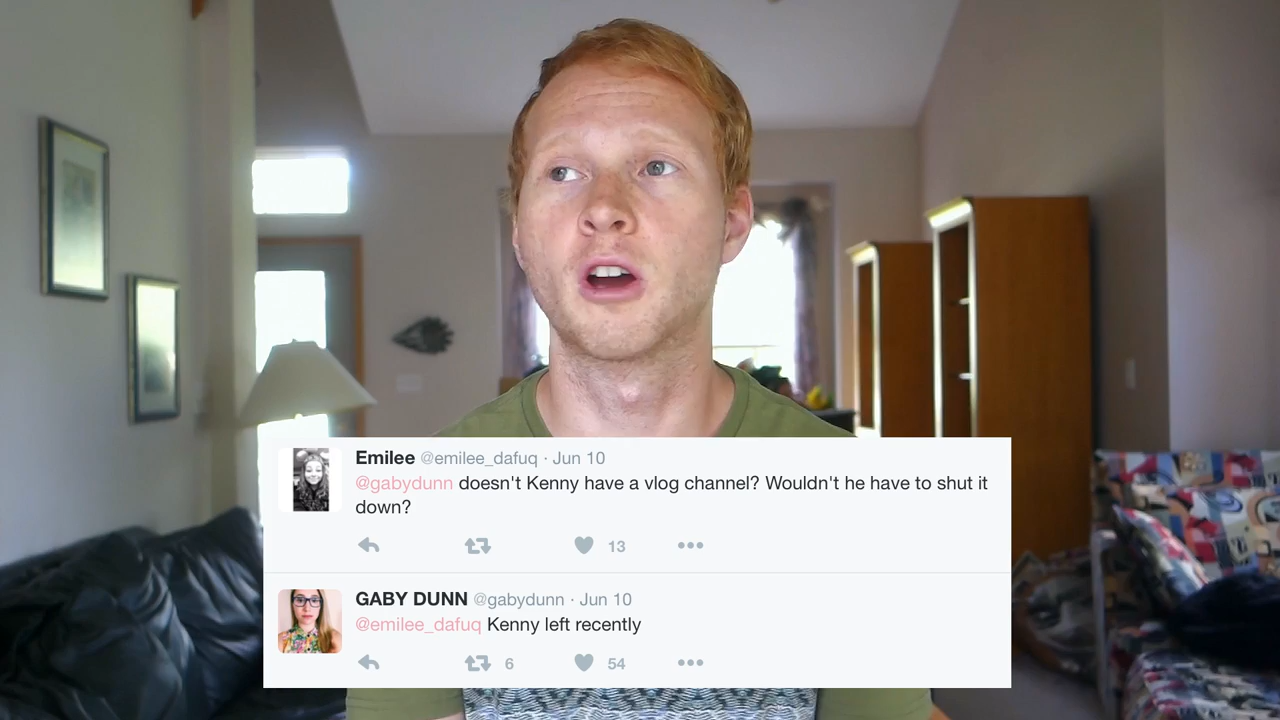 Emilee @emilee_dafuq · Jun 10
@gabydunn doesn't Kenny have a vlog channel? Wouldn't he have to shut it
down?
13
GABY DUNN @gabydunn · Jun 10
@emilee_dafuq Kenny left recently
6 54